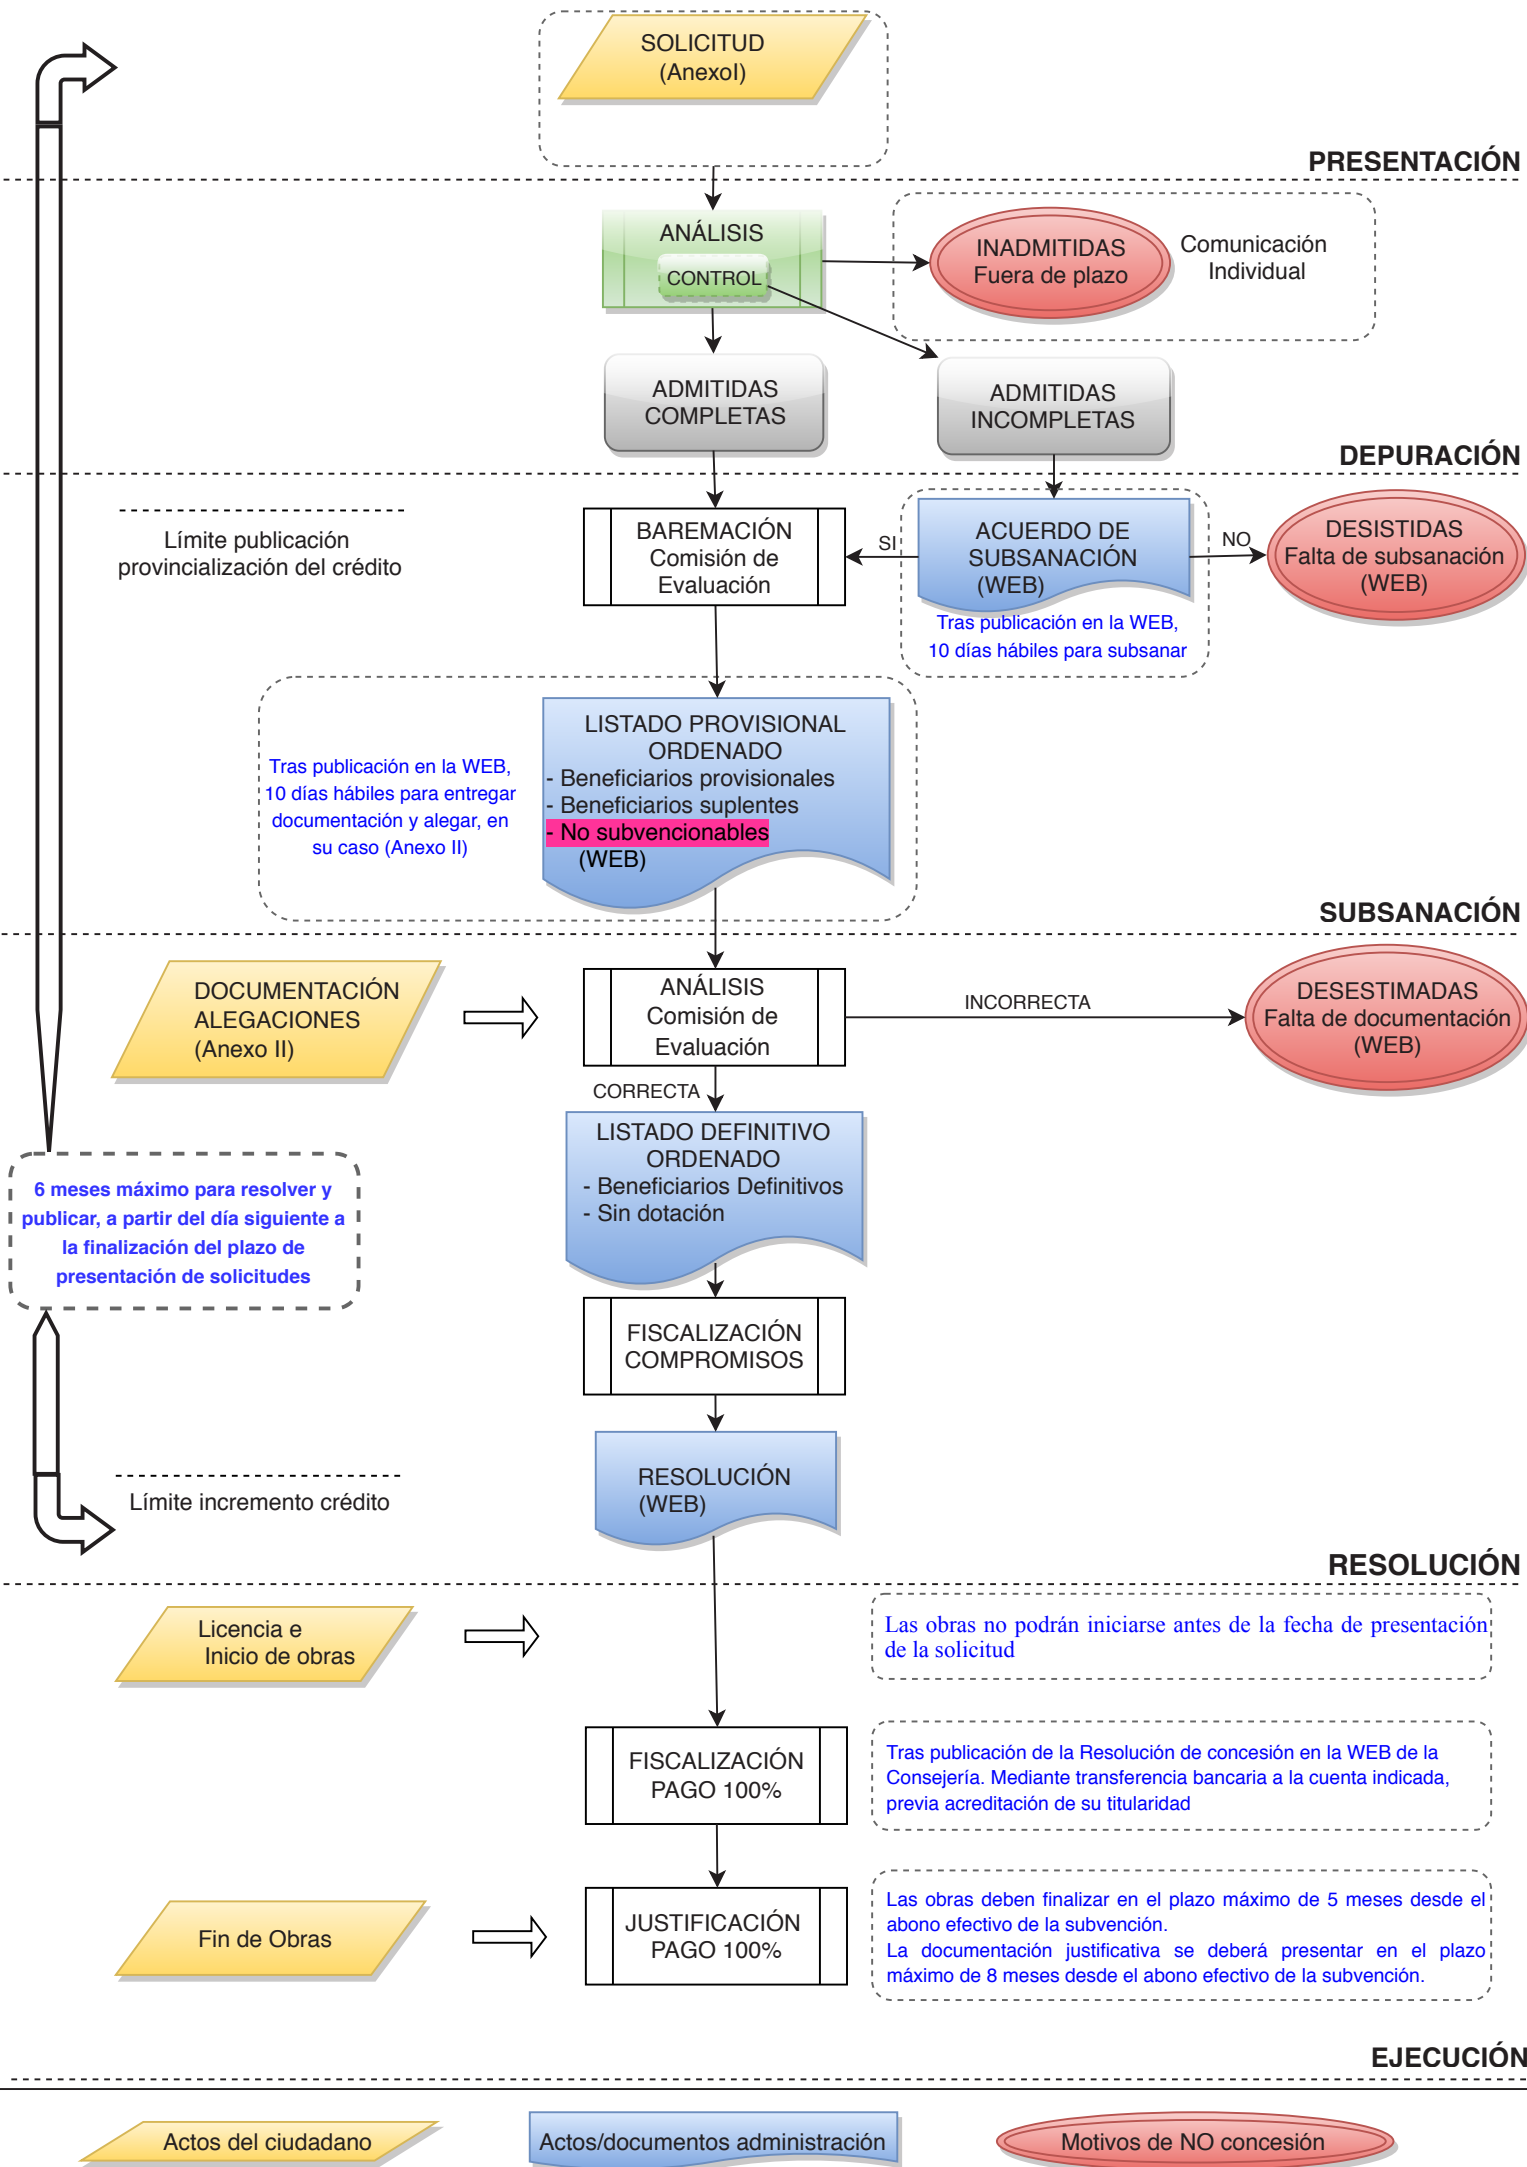 SOLICITUD
(AnexoI)
PRESENTACIÓN
ANÁLISIS
CONTROL
INADMITIDAS
Fuera de plazo
Comunicación
Individual
ADMITIDAS
COMPLETAS
ADMITIDAS
INCOMPLETAS
DEPURACIÓN
Límite publicación
provincialización del crédito
BAREMACIÓN
Comisión de
Evaluación
SI
ACUERDO DE
SUBSANACIÓN
(WEB)
NO
DESISTIDAS
Falta de subsanación
(WEB)
Tras publicación en la WEB,
10 días hábiles para subsanar
Tras publicación en la WEB,
10 días hábiles para entregar
documentación y alegar, en
su caso (Anexo II)
LISTADO PROVISIONAL
ORDENADO
- Beneficiarios provisionales
- Beneficiarios suplentes
- No subvencionables
(WEB)
SUBSANACIÓN
DOCUMENTACIÓN
ALEGACIONES
(Anexo II)
ANÁLISIS
Comisión de
Evaluación
INCORRECTA
DESESTIMADAS
Falta de documentación
(WEB)
CORRECTA
LISTADO DEFINITIVO
ORDENADO
- Beneficiarios Definitivos
- Sin dotación
6 meses máximo para resolver y
publicar, a partir del día siguiente a
la finalización del plazo de
presentación de solicitudes
FISCALIZACIÓN
COMPROMISOS
RESOLUCIÓN
(WEB)
Límite incremento crédito
RESOLUCIÓN
Licencia e
Inicio de obras
Las obras no podrán iniciarse antes de la fecha de presentación
de la solicitud
FISCALIZACIÓN
PAGO 100%
Tras publicación de la Resolución de concesión en la WEB de la
Consejería. Mediante transferencia bancaria a la cuenta indicada,
previa acreditación de su titularidad
Fin de Obras
JUSTIFICACIÓN
PAGO 100%
Las obras deben finalizar en el plazo máximo de 5 meses desde el
abono efectivo de la subvención.
La documentación justificativa se deberá presentar en el plazo
máximo de 8 meses desde el abono efectivo de la subvención.
EJECUCIÓN
Actos del ciudadano
Actos/documentos administración
Motivos de NO concesión